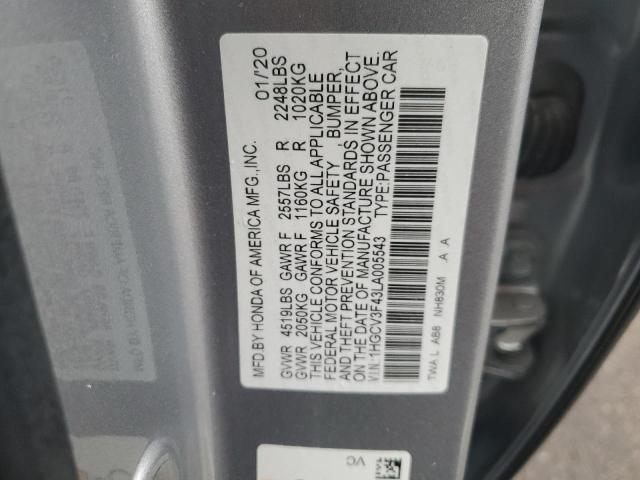 MFD.BY HONDA OF AMERICA MFG.,INC. 01/'20
GVWR 4519LBS GAWR F 2557LBS R 2248LBS
GVWR 2050KG GAWR F 1160KG R 1020KG
THIS VEHICLE CONFORMS TO ALL APPLICABLE
FEDERAL MOTOR VEHICLE SAFETY , BUMPER,
AND THEFT PREVENTION STANDARDS IN EFFECT
ON THE DATE OF MANUFACTURE SHOWN ABOVE.
V.I.N.:1HGCV3F43LA005543 TYPE:PASSENGER CAR
TWA L AB8 NH830M A A
VC